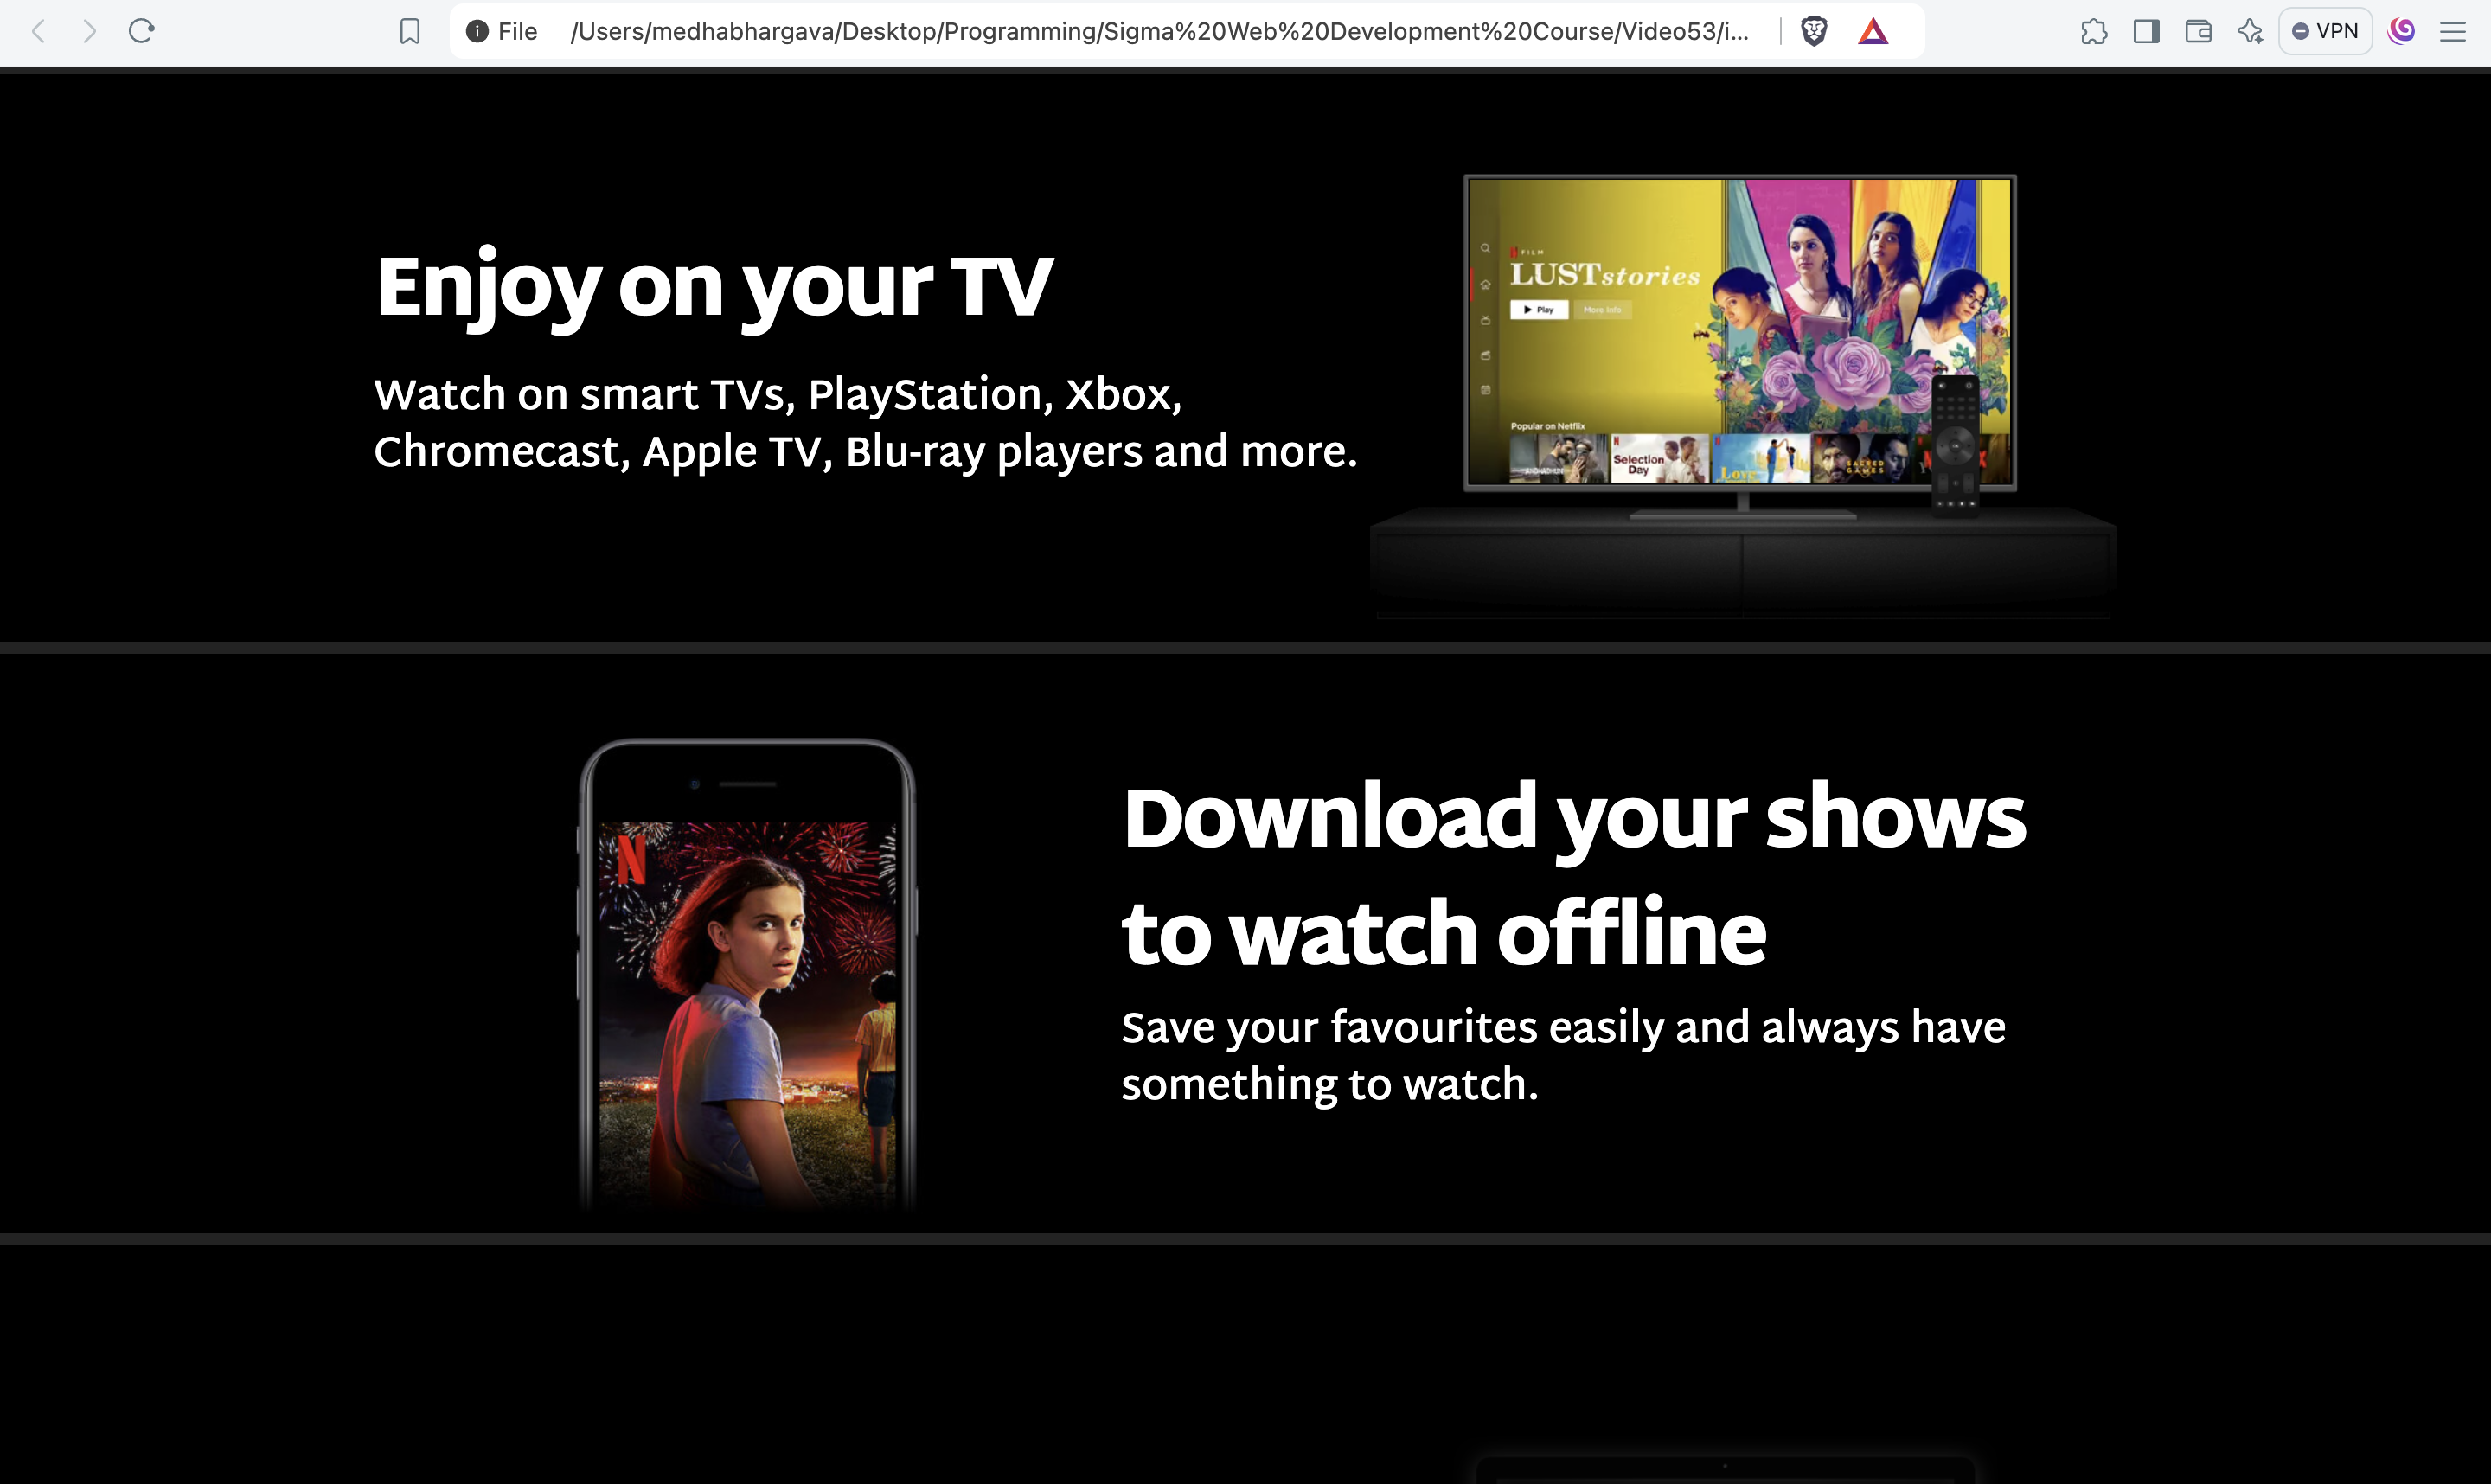 File /Users/medhabhargava/Desktop/Programming/Sigma%20Web%20Development%20Course/Video53/i...
VPN
Enjoy on your TV
Watch on smart TVs, PlayStation, Xbox,
Chromecast, Apple TV, Blu-ray players and more.
N FILM
LUST stories
Play More Info
Popular on Netflix
Selection
Day
Love
SACRED
GAMES
N
Download your shows
to watch offline
Save your favourites easily and always have
something to watch.